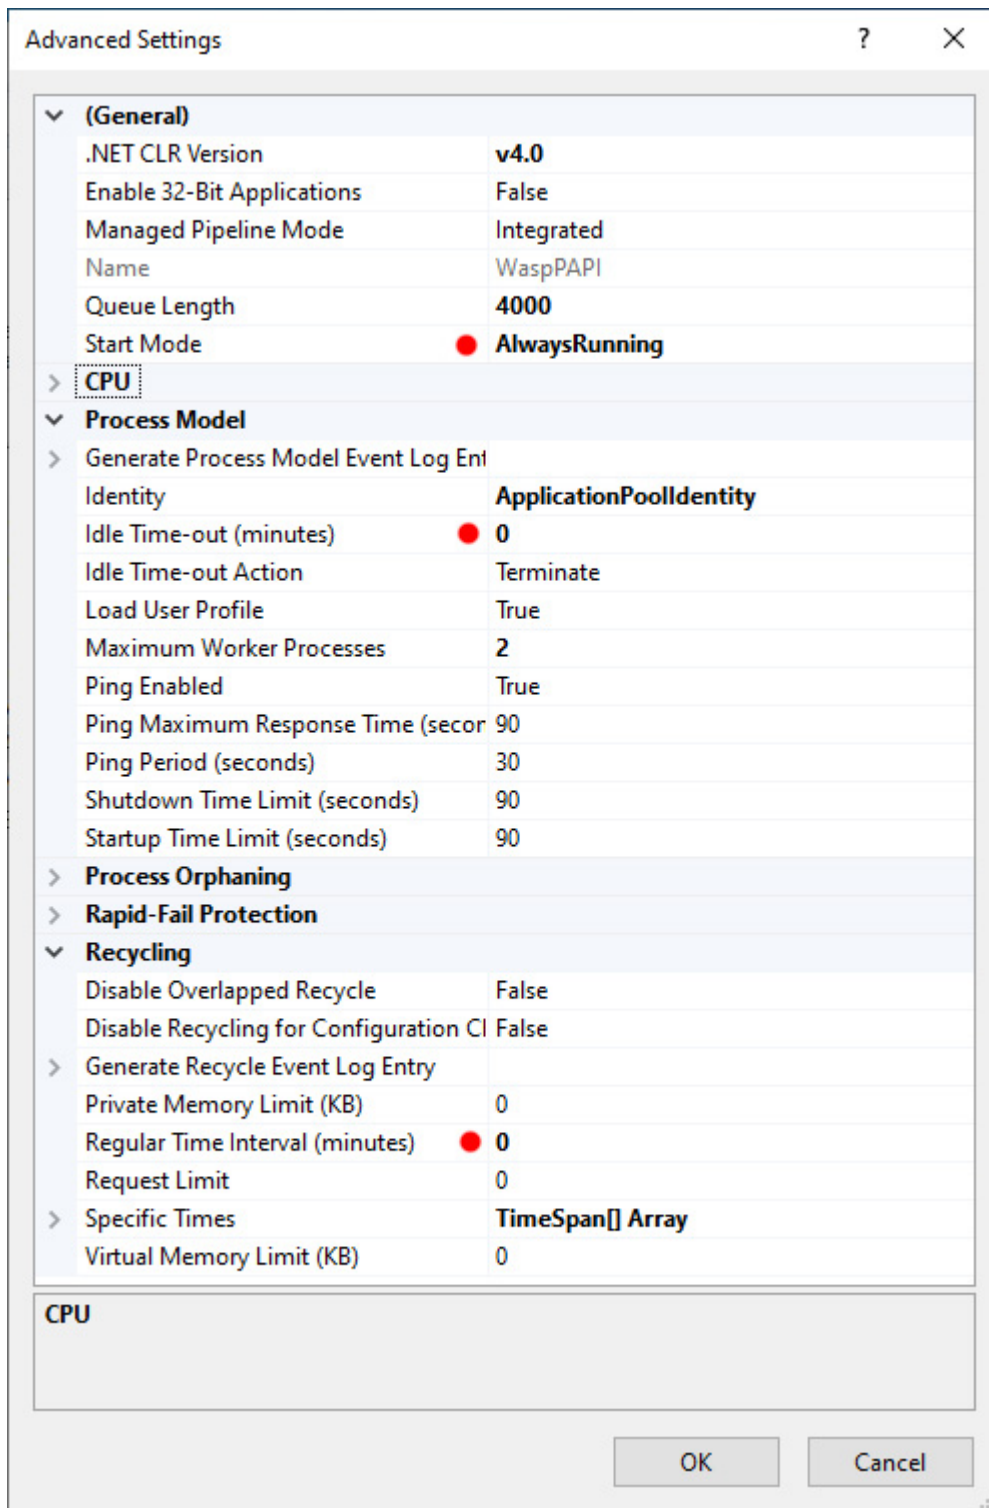 Advanced Settings ? ×
(General)
.NET CLR Version v4.0
Enable 32-Bit Applications False
Managed Pipeline Mode Integrated
Name WaspPAPI
Queue Length 4000
Start Mode AlwaysRunning
CPU
Process Model
Generate Process Model Event Log Ent
Identity ApplicationPoolIdentity
Idle Time-out (minutes) 0
Idle Time-out Action Terminate
Load User Profile True
Maximum Worker Processes 2
Ping Enabled True
Ping Maximum Response Time (secor 90
Ping Period (seconds) 30
Shutdown Time Limit (seconds) 90
Startup Time Limit (seconds) 90
Process Orphaning
Rapid-Fail Protection
Recycling
Disable Overlapped Recycle False
Disable Recycling for Configuration Cl False
Generate Recycle Event Log Entry
Private Memory Limit (KB) 0
Regular Time Interval (minutes) 0
Request Limit 0
Specific Times TimeSpan[] Array
Virtual Memory Limit (KB) 0
CPU
OK Cancel